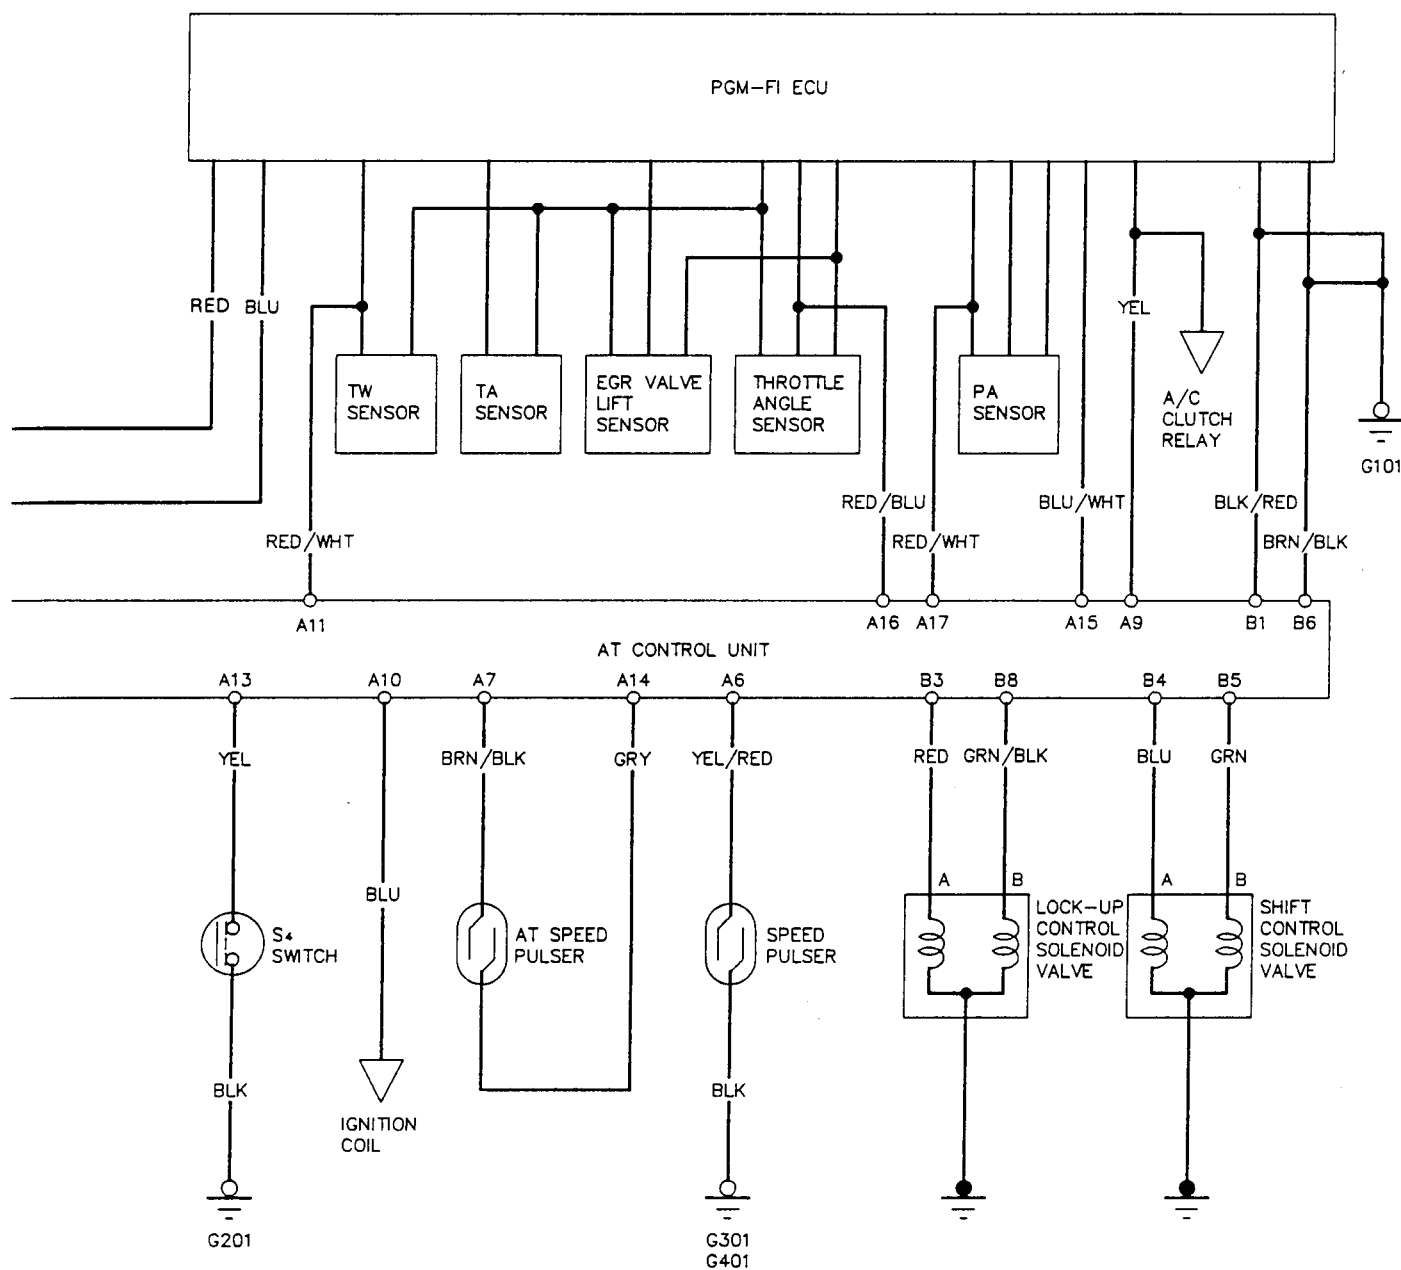 PGM-FI ECU
RED BLU
YEL
TW
SENSOR
TA
SENSOR
EGR VALVE
LIFT
SENSOR
THROTTLE
ANGLE
SENSOR
PA
SENSOR
A/C
CLUTCH
RELAY
G101
RED/BLU
BLU/WHT
BLK/RED
RED/WHT
RED/WHT
BRN/BLK
A11
A16
A17
A15
A9
B1
B6
AT CONTROL UNIT
A13
A10
A7
A14
A6
B3
B8
B4
B5
YEL
BRN/BLK
GRY
YEL/RED
RED
GRN/BLK
BLU
GRN
BLU
A
B
A
B
S4
SWITCH
AT SPEED
PULSER
SPEED
PULSER
LOCK-UP
CONTROL
SOLENOID
VALVE
SHIFT
CONTROL
SOLENOID
VALVE
BLK
BLK
IGNITION
COIL
G201
G301
G401